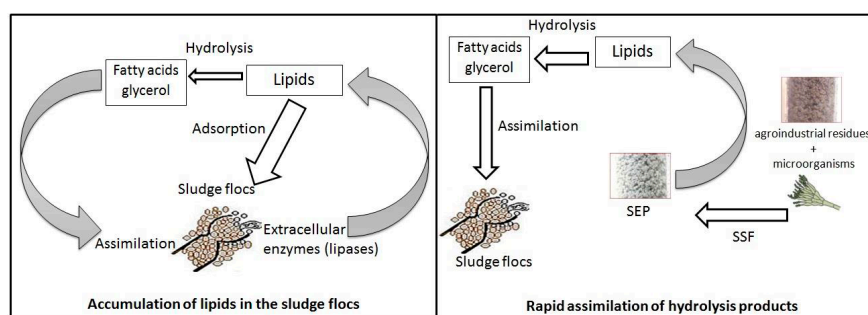 Hydrolysis
Fatty acids
glycerol
Lipids
Adsorption
Sludge flocs
Assimilation
Extracellular
enzymes (lipases)
Accumulation of lipids in the sludge flocs
Hydrolysis
Fatty acids
glycerol
Lipids
Assimilation
agroindustrial residues
+
microorganisms
SEP
SSF
Sludge flocs
Rapid assimilation of hydrolysis products